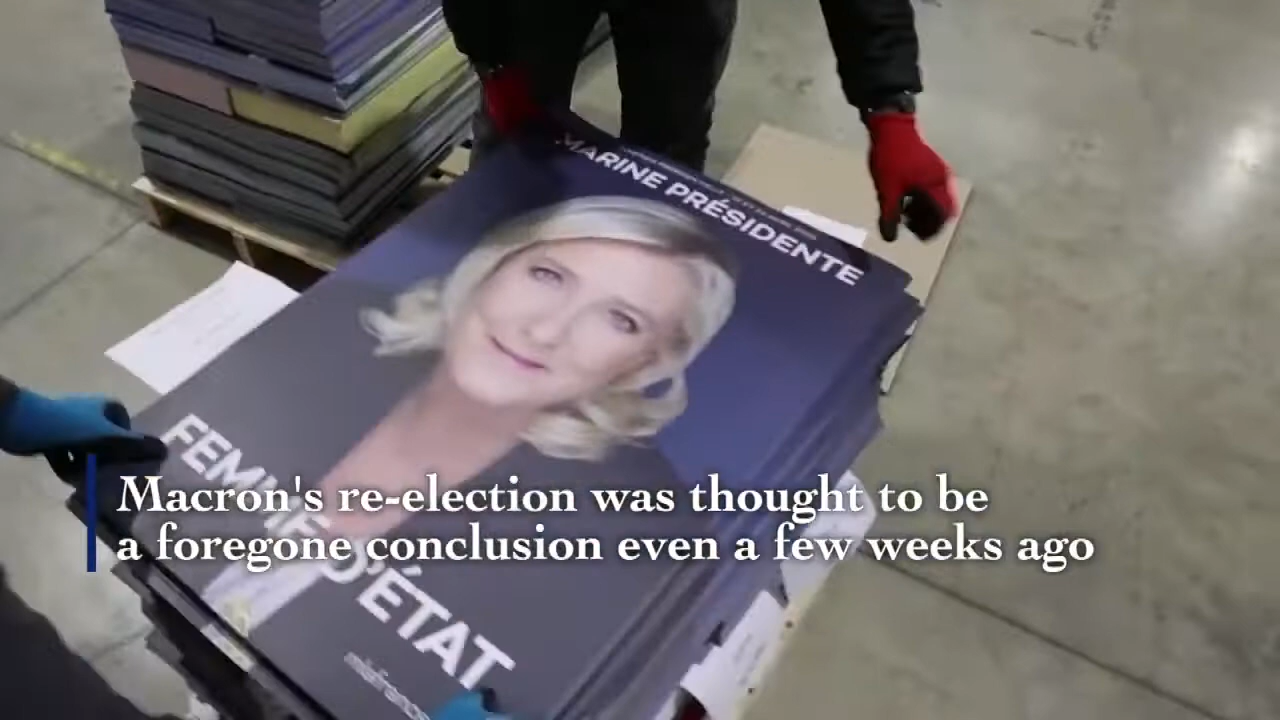 MARINE PRÉSIDENTE
FEMME D'ÉTAT
Macron's re-election was thought to be
a foregone conclusion even a few weeks ago